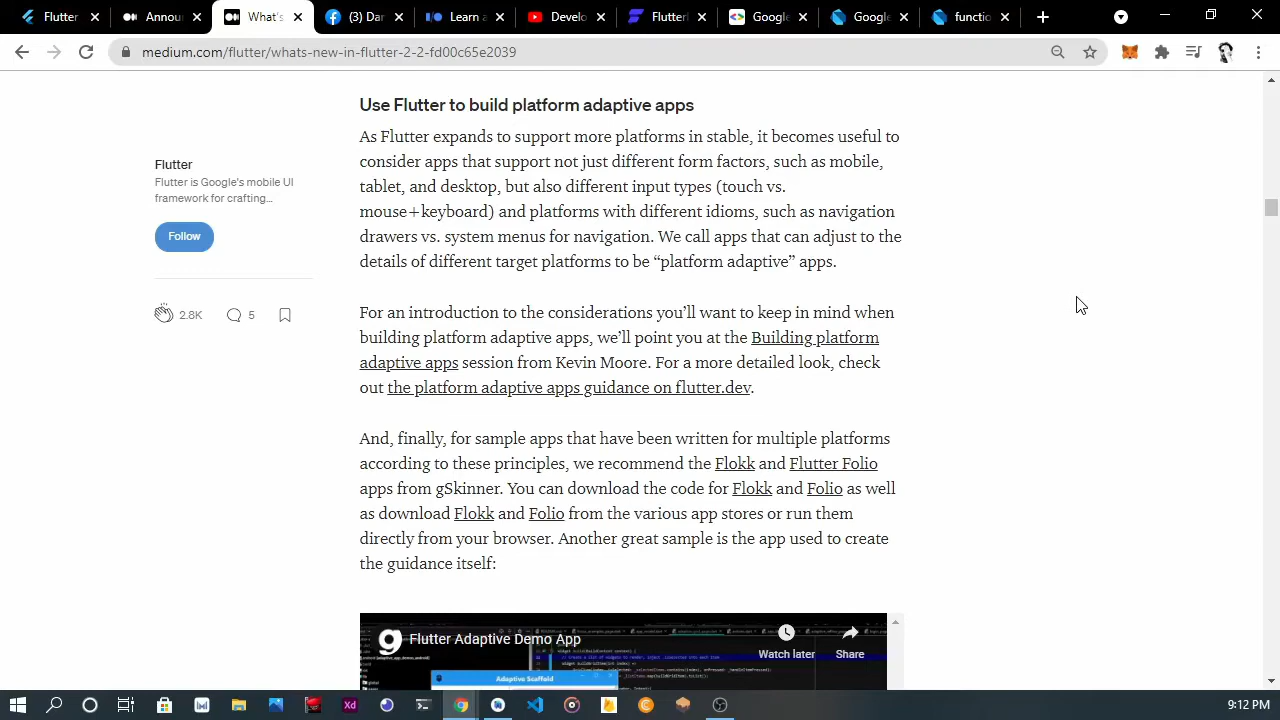 Flutter
Annou
What's
(3) Dar
Learn a
Develo
Flutterl
Google
Google
functio
medium.com/flutter/whats-new-in-flutter-2-2-fd00c65e2039
Use Flutter to build platform adaptive apps
As Flutter expands to support more platforms in stable, it becomes useful to
consider apps that support not just different form factors, such as mobile,
tablet, and desktop, but also different input types (touch vs.
mouse+keyboard) and platforms with different idioms, such as navigation
drawers vs. system menus for navigation. We call apps that can adjust to the
details of different target platforms to be “platform adaptive” apps.
Flutter
Flutter is Google's mobile UI
framework for crafting...
Follow
2.8K
5
For an introduction to the considerations you’ll want to keep in mind when
building platform adaptive apps, we’ll point you at the Building platform
adaptive apps session from Kevin Moore. For a more detailed look, check
out the platform adaptive apps guidance on flutter.dev.
And, finally, for sample apps that have been written for multiple platforms
according to these principles, we recommend the Flokk and Flutter Folio
apps from gSkinner. You can download the code for Flokk and Folio as well
as download Flokk and Folio from the various app stores or run them
directly from your browser. Another great sample is the app used to create
the guidance itself:
g
Flutter Adaptive Demo App
Watch later
Share
Adaptive Scaffold
Xd
9:12 PM